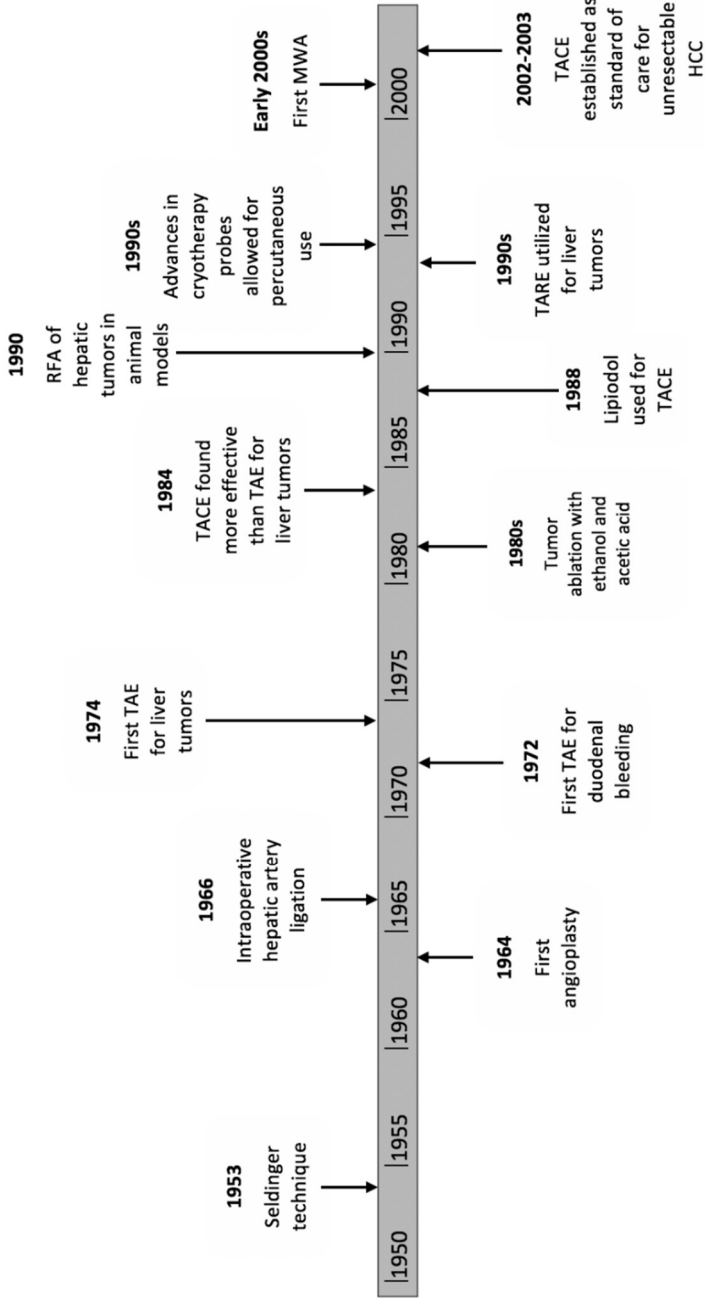 1953
Seldinger
technique
1966
Intraoperative
hepatic artery
ligation
1974
First TAE
for liver
tumors
1984
TACE found
more effective
than TAE for
liver tumors
1990
RFA of
hepatic
tumors in
animal
models
1990s
Advances in
cryotherapy
probes
allowed for
percutaneous
use
Early 2000s
First MWA
|1950 |1955 |1960 |1965 |1970 |1975 |1980 |1985 |1990 |1995 |2000
1964
First
angioplasty
1972
First TAE for
duodenal
bleeding
1980s
Tumor
ablation with
ethanol and
acetic acid
1988
Lipiodol
used for
TACE
1990s
TARE utilized
for liver
tumors
2002-2003
TACE
established as
standard of
care for
unresectable
HCC